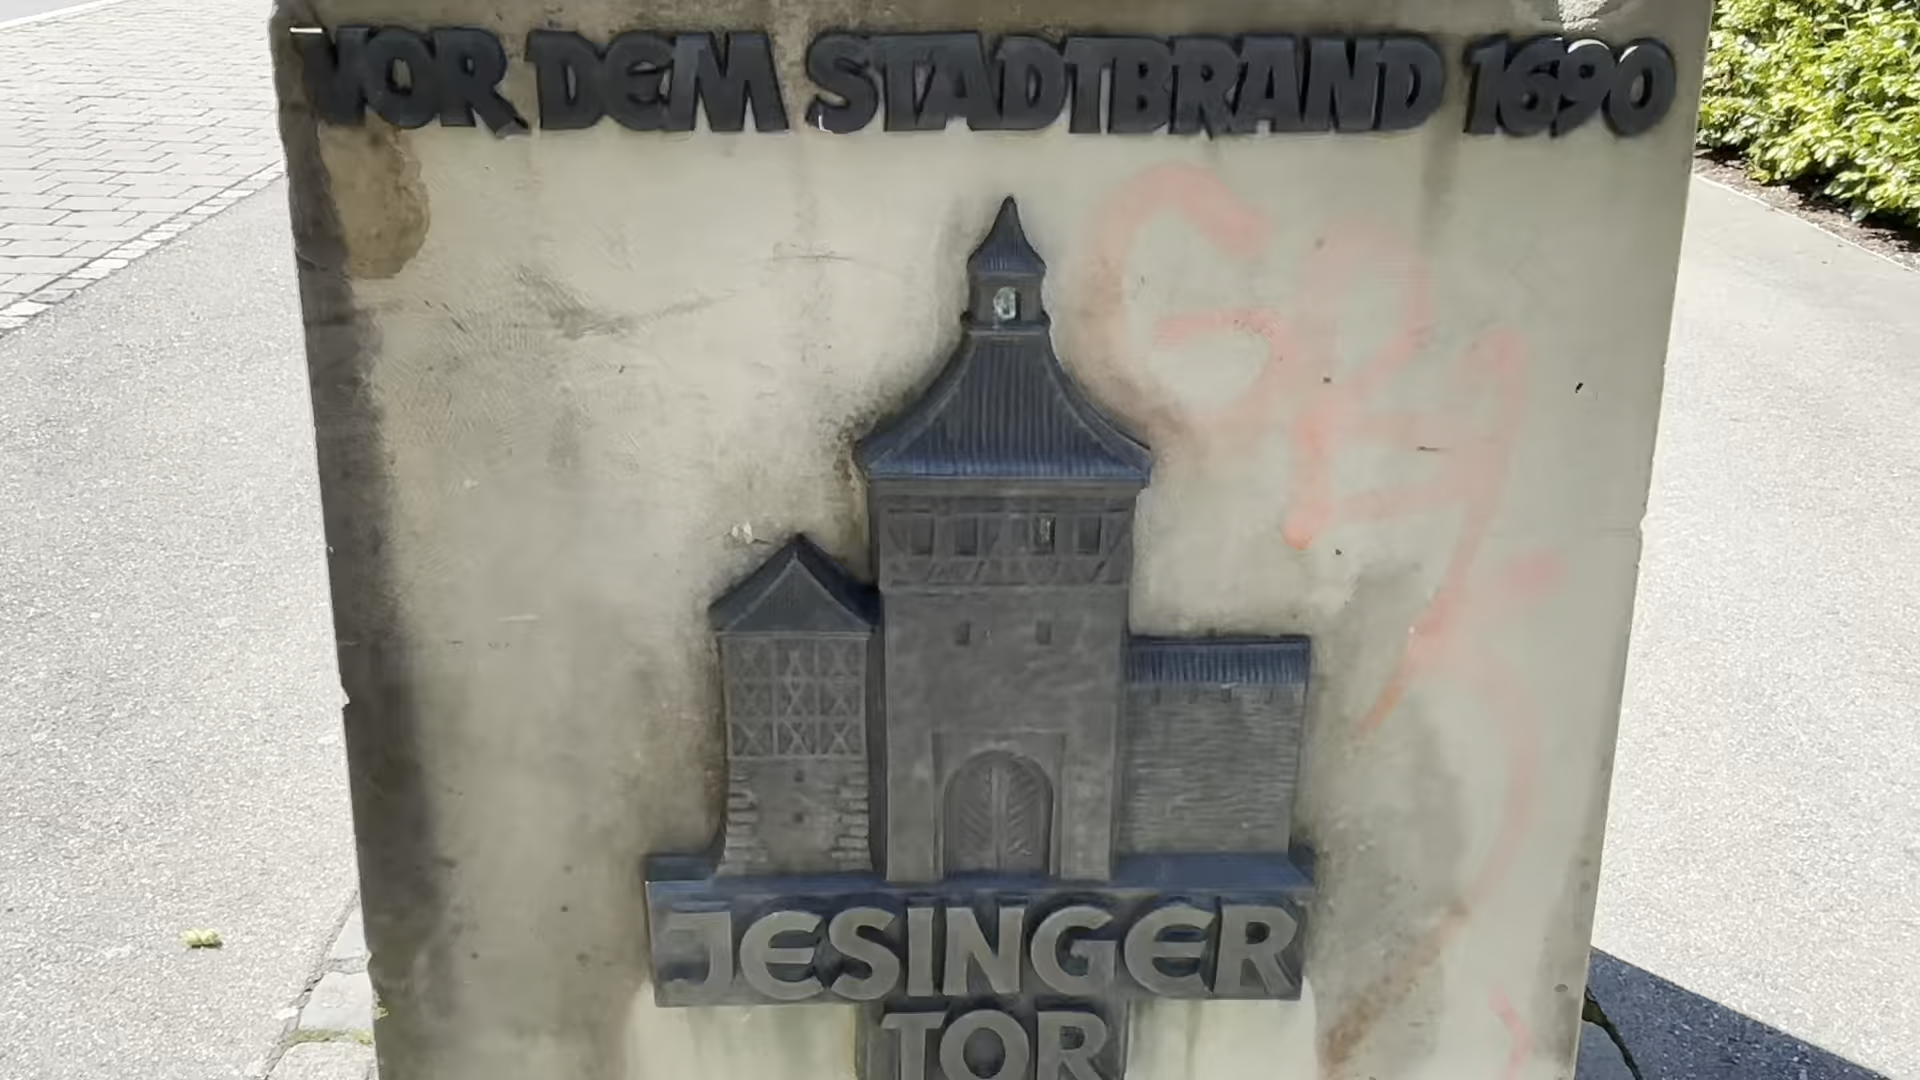 VOR DEM STADTBRAND 1690
JESINGER
TOR